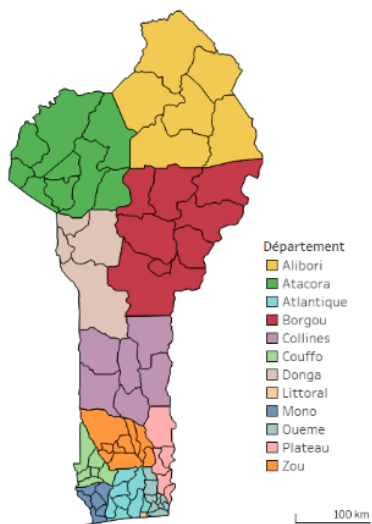 Département
Alibori
Atacora
Atlantique
Borgou
Collines
Couffo
Donga
Littoral
Mono
Oueme
Plateau
Zou
100 km